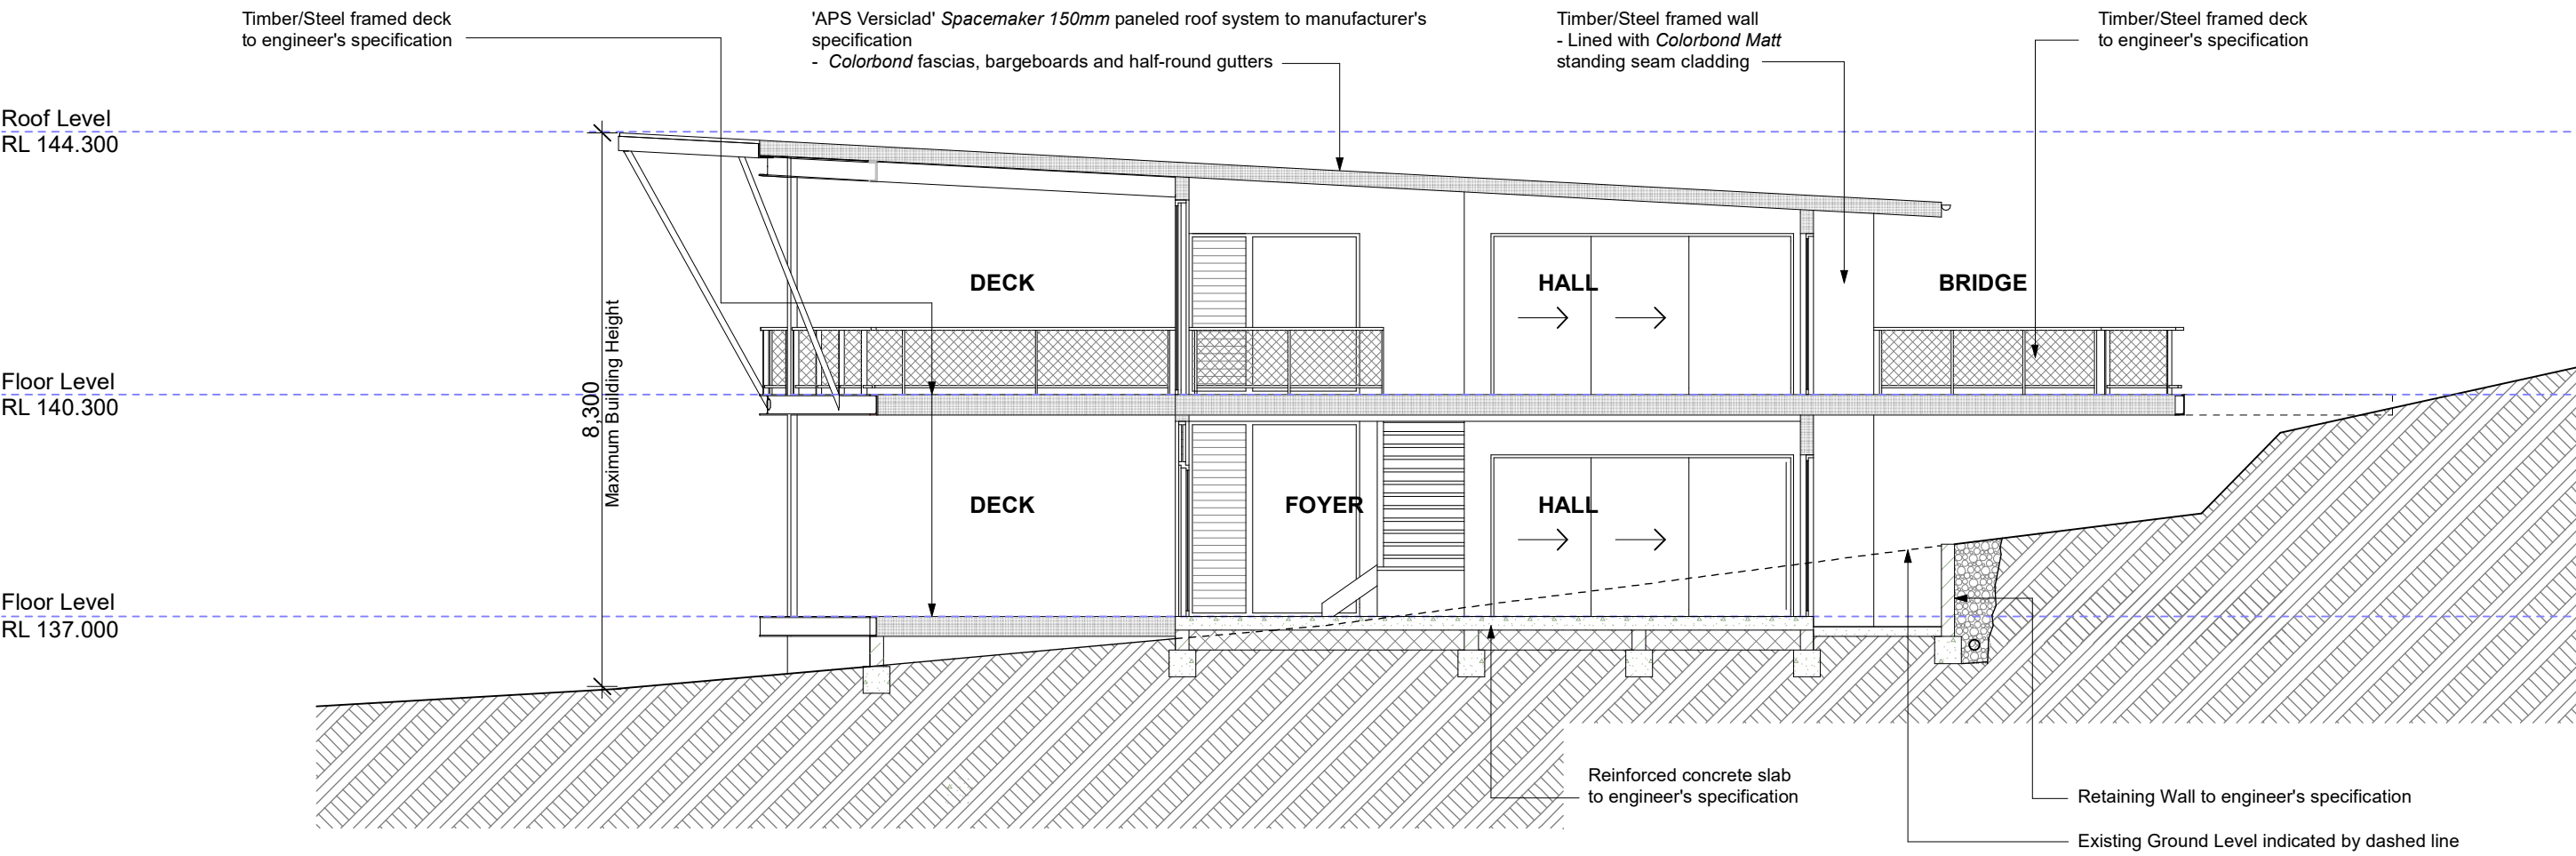 Timber/Steel framed deck
to engineer's specification
'APS Versiclad' Spacemaker 150mm paneled roof system to manufacturer's
specification
- Colorbond fascias, bargeboards and half-round gutters
Timber/Steel framed wall
- Lined with Colorbond Matt
standing seam cladding
Timber/Steel framed deck
to engineer's specification
Roof Level
RL 144.300
DECK
HALL
BRIDGE
Floor Level
RL 140.300
8,300
Maximum Building Height
DECK
FOYER
HALL
Floor Level
RL 137.000
Reinforced concrete slab
to engineer's specification
Retaining Wall to engineer's specification
Existing Ground Level indicated by dashed line